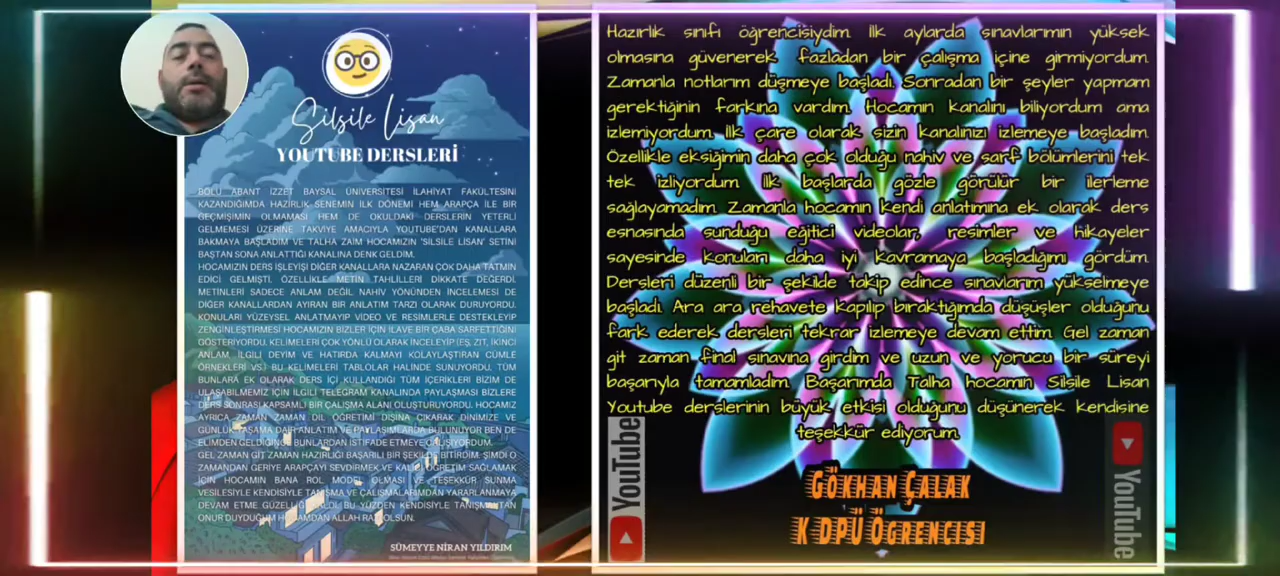 Silsile Lisan
YOUTUBE DERSLERİ
BOLU ABANT İZZET BAYSAL ÜNİVERSİTESİ İLAHİYAT FAKÜLTESİNİ
KAZANDIĞIMDA HAZIRLIK SENEMİN İLK DÖNEMİ HEM ARAPÇA İLE BİR
GEÇMİŞİMİN OLMAMASI HEM DE OKULDAKİ DERSLERİN YETERLİ
GELMEMESİ ÜZERİNE TAKVİYE AMACIYLA YOUTUBE'DAN KANALLARA
BAKMAYA BAŞLADIM VE TALHA ZAİM HOCAMIZIN 'SİLSİLE LİSAN' SETİNİ
BAŞTAN SONA ANLATTIĞI KANALINA DENK GELDİM.
HOCAMIZIN DERS İŞLEYİŞİ DİĞER KANALLARA NAZARAN ÇOK DAHA TATMİN
EDİCİ GELMİŞTİ. ÖZELLİKLE METİN TAHLİLLERİ DİKKATE DEĞERDİ.
METİNLERİ SADECE ANLAM DEĞİL NAHİV YÖNÜNDEN İNCELEMESİ DE
DİĞER KANALLARDAN AYIRAN BİR ANLATIM TARZI OLARAK DURUYORDU.
KONULARI YÜZEYSEL ANLATMAYIP VİDEO VE RESİMLERLE DESTEKLEYİP
ZENGİNLEŞTİRMESİ HOCAMIZIN BİZLER İÇİN İLAVE BİR ÇABA SARFETTİĞİNİ
GÖSTERİYORDU. KELİMELERİ ÇOK YÖNLÜ OLARAK İNCELEYİP (EŞ, ZIT, İKİNCİ
ANLAM, İLGİLİ DEYİM VE HATIRDA KALMAYI KOLAYLAŞTIRAN CÜMLE
ÖRNEKLERİ VS.) BU KELİMELERİ TABLOLAR HALİNDE SUNUYORDU. TÜM
BUNLARA EK OLARAK DERS İÇİ KULLANDIĞI TÜM İÇERİKLERİ BİZİM DE
ULAŞABİLMEMİZ İÇİN İLGİLİ TELEGRAM KANALINDA PAYLAŞMASI BİZLERE
DERS SONRASI KAPSAMLI BİR ÇALIŞMA ALANI OLUŞTURUYORDU. HOCAMIZ
AYRICA ZAMAN ZAMAN DİL ÖĞRETİMİ DIŞINA ÇIKARAK DİNİMİZE VE
GÜNLÜK YAŞAMA DAİR ANLATIM VE PAYLAŞIMLARDA BULUNUYOR BEN DE
ELİMDEN GELDİĞİNCE BUNLARDAN İSTİFADE ETMEYE ÇALIŞIYORDUM.
GEL ZAMAN GİT ZAMAN HAZIRLIĞI BAŞARILI BİR ŞEKİLDE BİTİRDİM. ŞİMDİ O
ZAMANDAN GERİYE ARAPÇAYI SEVDİRMEK VE KALICI ÖĞRETİM SAĞLAMAK
İÇİN HOCAMIN BANA ROL MODEL OLMASI VE TEŞEKKÜR SUNMA
VESİLESİYLE KENDİSİYLE TANIŞMA VE ÇALIŞMALARIMDAN YARARLANMAYA
DEVAM ETME GÜZELLİĞİ KALDI. BU YÜZDEN KENDİSİYLE TANIŞMAKTAN
ONUR DUYDUĞUM HOCAMDAN ALLAH RAZI OLSUN.
SÜMEYYE NİRAN YILDIRIM
Hazırlık sınıfı öğrencisiydim. İlk aylarda sınavlarımın yüksek
olmasına güvenerek fazladan bir çalışma içine girmiyordum.
Zamanla notlarım düşmeye başladı. Sonradan bir şeyler yapmam
gerektiğinin farkına vardım. Hocamın kanalını biliyordum ama
izlemiyordum. İlk çare olarak sizin kanalınızı izlemeye başladım.
Özellikle eksiğimin daha çok olduğu nahiv ve sarf bölümlerini tek
tek izliyordum. İlk başlarda gözle görülür bir ilerleme
sağlayamadım. Zamanla hocamın kendi anlatımına ek olarak ders
esnasında sunduğu eğitici videolar, resimler ve hikayeler
sayesinde konuları daha iyi kavramaya başladığımı gördüm.
Dersleri düzenli bir şekilde takip edince sınavlarım yükselmeye
başladı. Ara ara rehavete kapılıp bıraktığımda düşüşler olduğunu
fark ederek dersleri tekrar izlemeye devam ettim. Gel zaman
git zaman final sınavına girdim ve uzun ve yorucu bir süreyi
başarıyla tamamladım. Başarımda Talha hocamın Silsile Lisan
Youtube derslerinin büyük etkisi olduğunu düşünerek kendisine
teşekkür ediyorum.
YouTube
GÖKHAN ÇALAK
K.DPÜ ÖĞRENCİSİ
YouTube